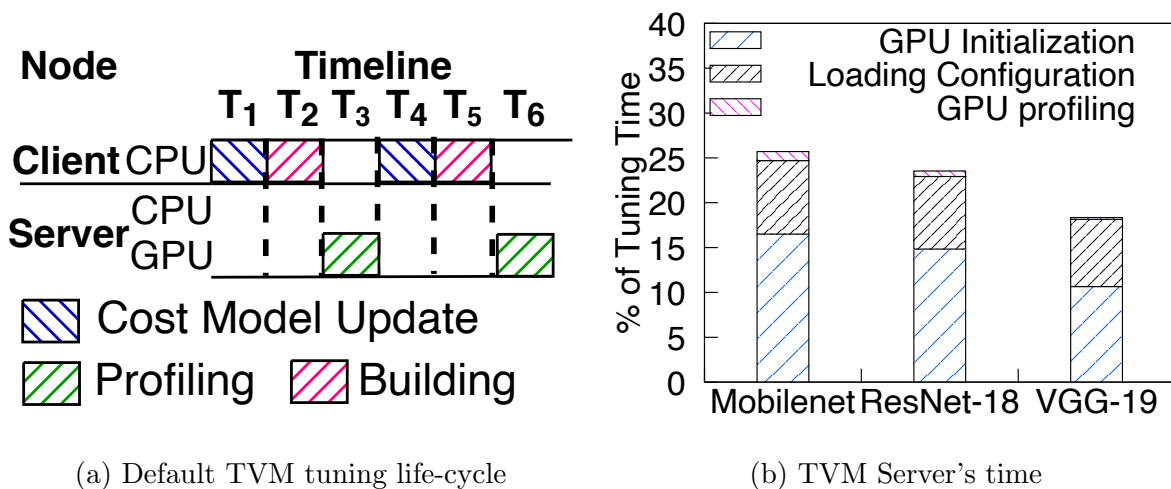 Node Timeline
T1 T2 T3 T4 T5 T6
Client CPU
CPU
Server
GPU
Cost Model Update
Profiling Building
(a) Default TVM tuning life-cycle
% of Tuning Time
40
35
30
25
20
15
10
5
0
GPU Initialization
Loading Configuration
GPU profiling
Mobilenet ResNet-18 VGG-19
(b) TVM Server's time